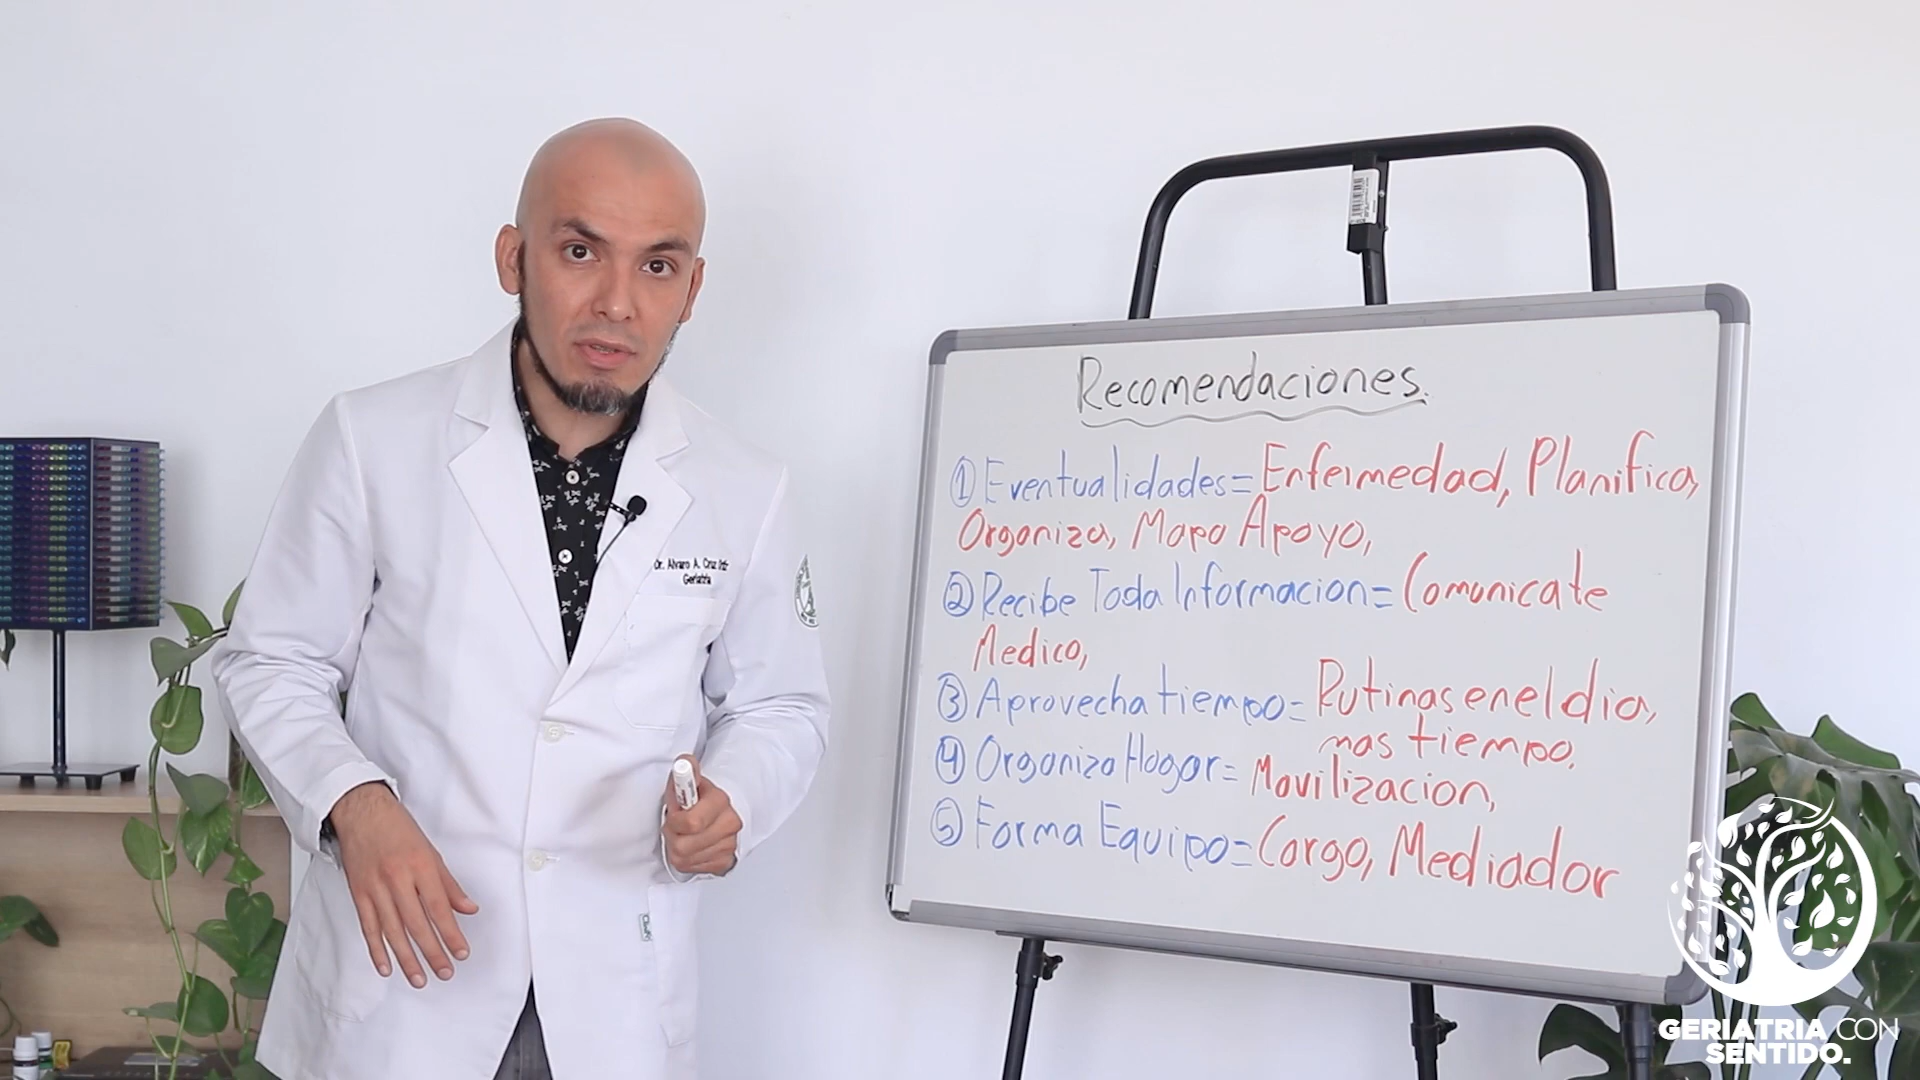 Recomendaciones.
① Eventualidades= Enfermedad, Planifica,
Organiza, Mapa Apoyo,
② Recibe Toda Informacion= Comunicate
Medico,
③ Aprovecha tiempo= Rutinas en el dia,
mas tiempo.
④ Organiza Hogar= Movilizacion,
⑤ Forma Equipo= Cargo, Mediador
Dr. Alvaro A. Cruz
Geriatria
GERIATRIA CON
SENTIDO.